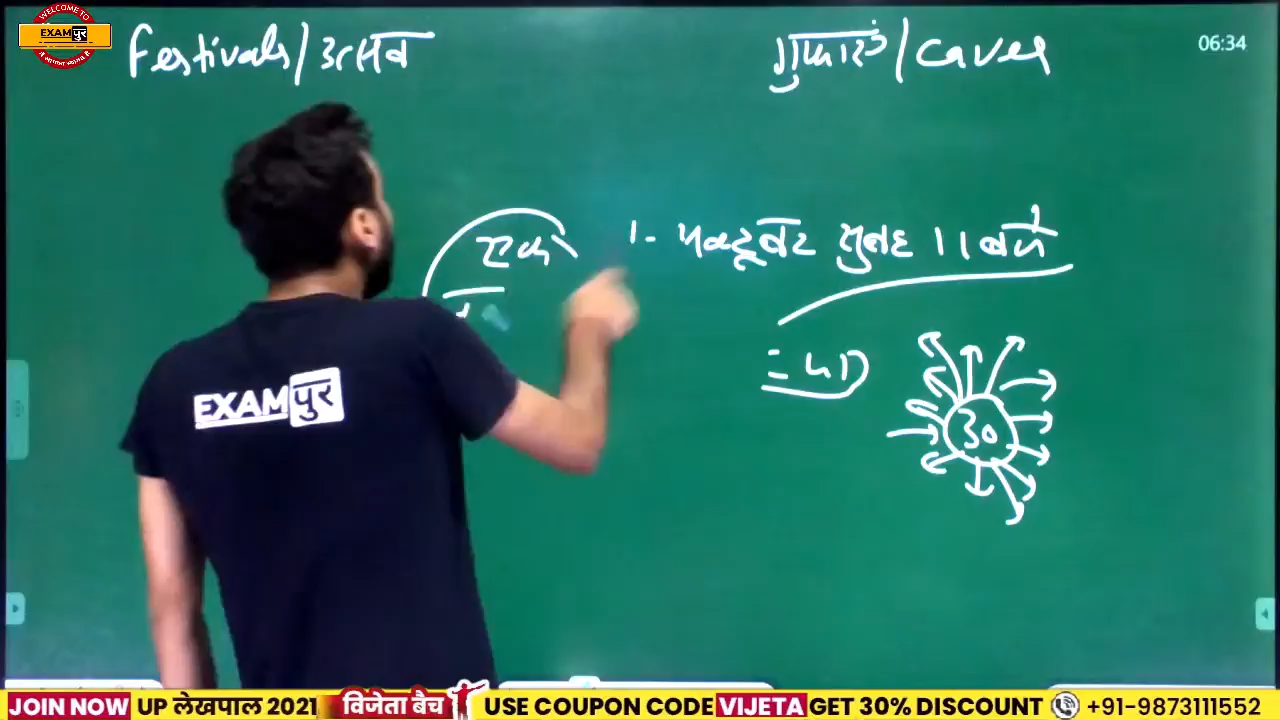 WELCOME TO
EXAMपुर
Festivals/उत्सव
गुफाएं/Caves
06:34
एक
1- अक्टूबर सुबह 11 बजे
EXAMपुर
30
JOIN NOW UP लेखपाल 2021 विजेता बैच USE COUPON CODE VIJETA GET 30% DISCOUNT +91-9873111552